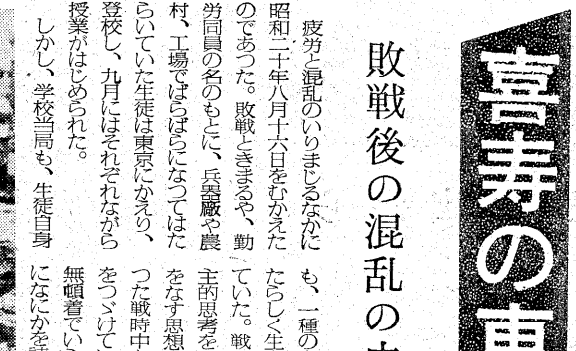 喜寿の
敗戦後の混乱の
疲労と混乱のいりまじるなかに
昭和二十年八月十六日をむかえた
のであつた。敗戦ときまるや、勤
労同員の名のもとに、兵器廠や農
村、工場でばらばらになつてはた
らいていた生徒は東京にかえり、
登校し、九月にはそれぞれながら
授業がはじめられた。
しかし、学校当局も、生徒自身
も、一種の
たらしく生
ていた。戦
主的思考を
をなす思想
つた戦時中
をつゞけて
無頓着でい
になにかを